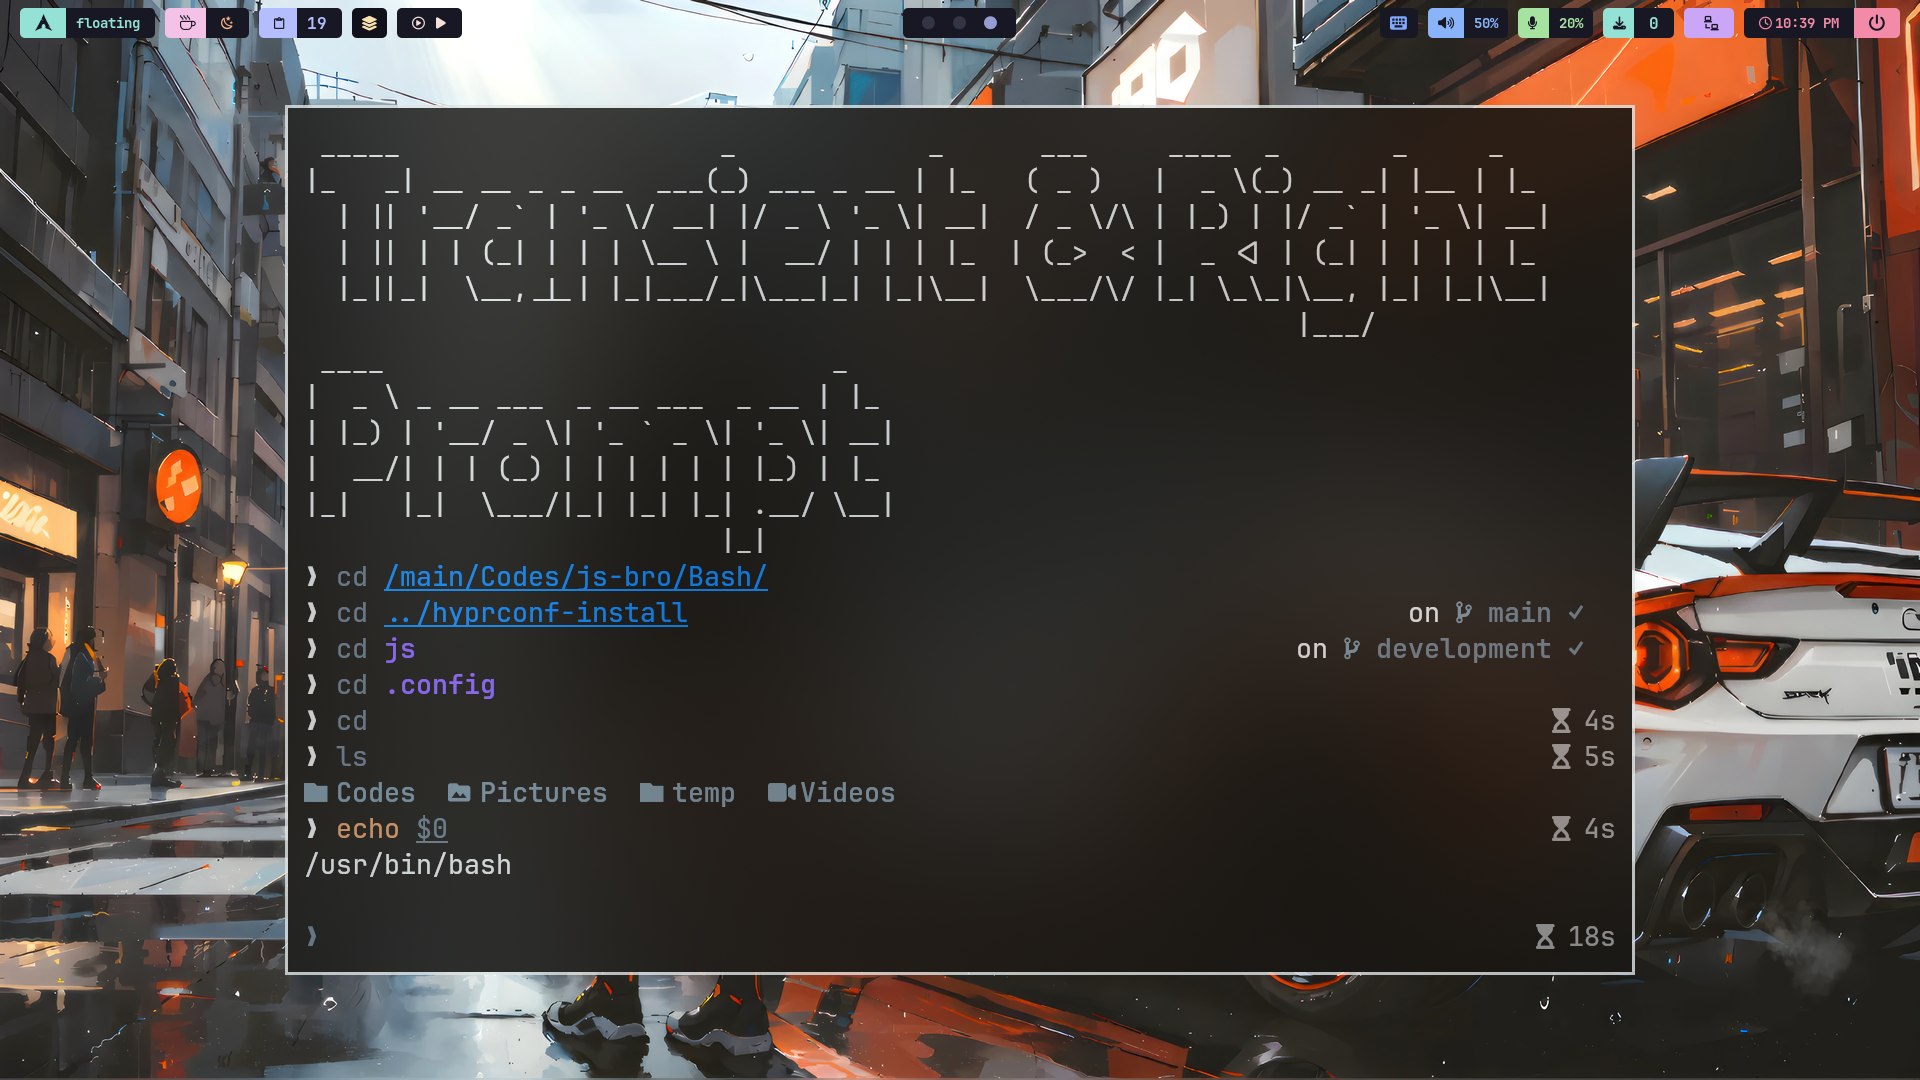 floating
19
50%
20%
0
10:39 PM
Transient & Right
Prompt
❱ cd /main/Codes/js-bro/Bash/
❱ cd ../hyprconf-install on main ✓
❱ cd js on development ✓
❱ cd .config
❱ cd 4s
❱ ls 5s
Codes Pictures temp Videos
❱ echo $0 4s
/usr/bin/bash
❱ 18s